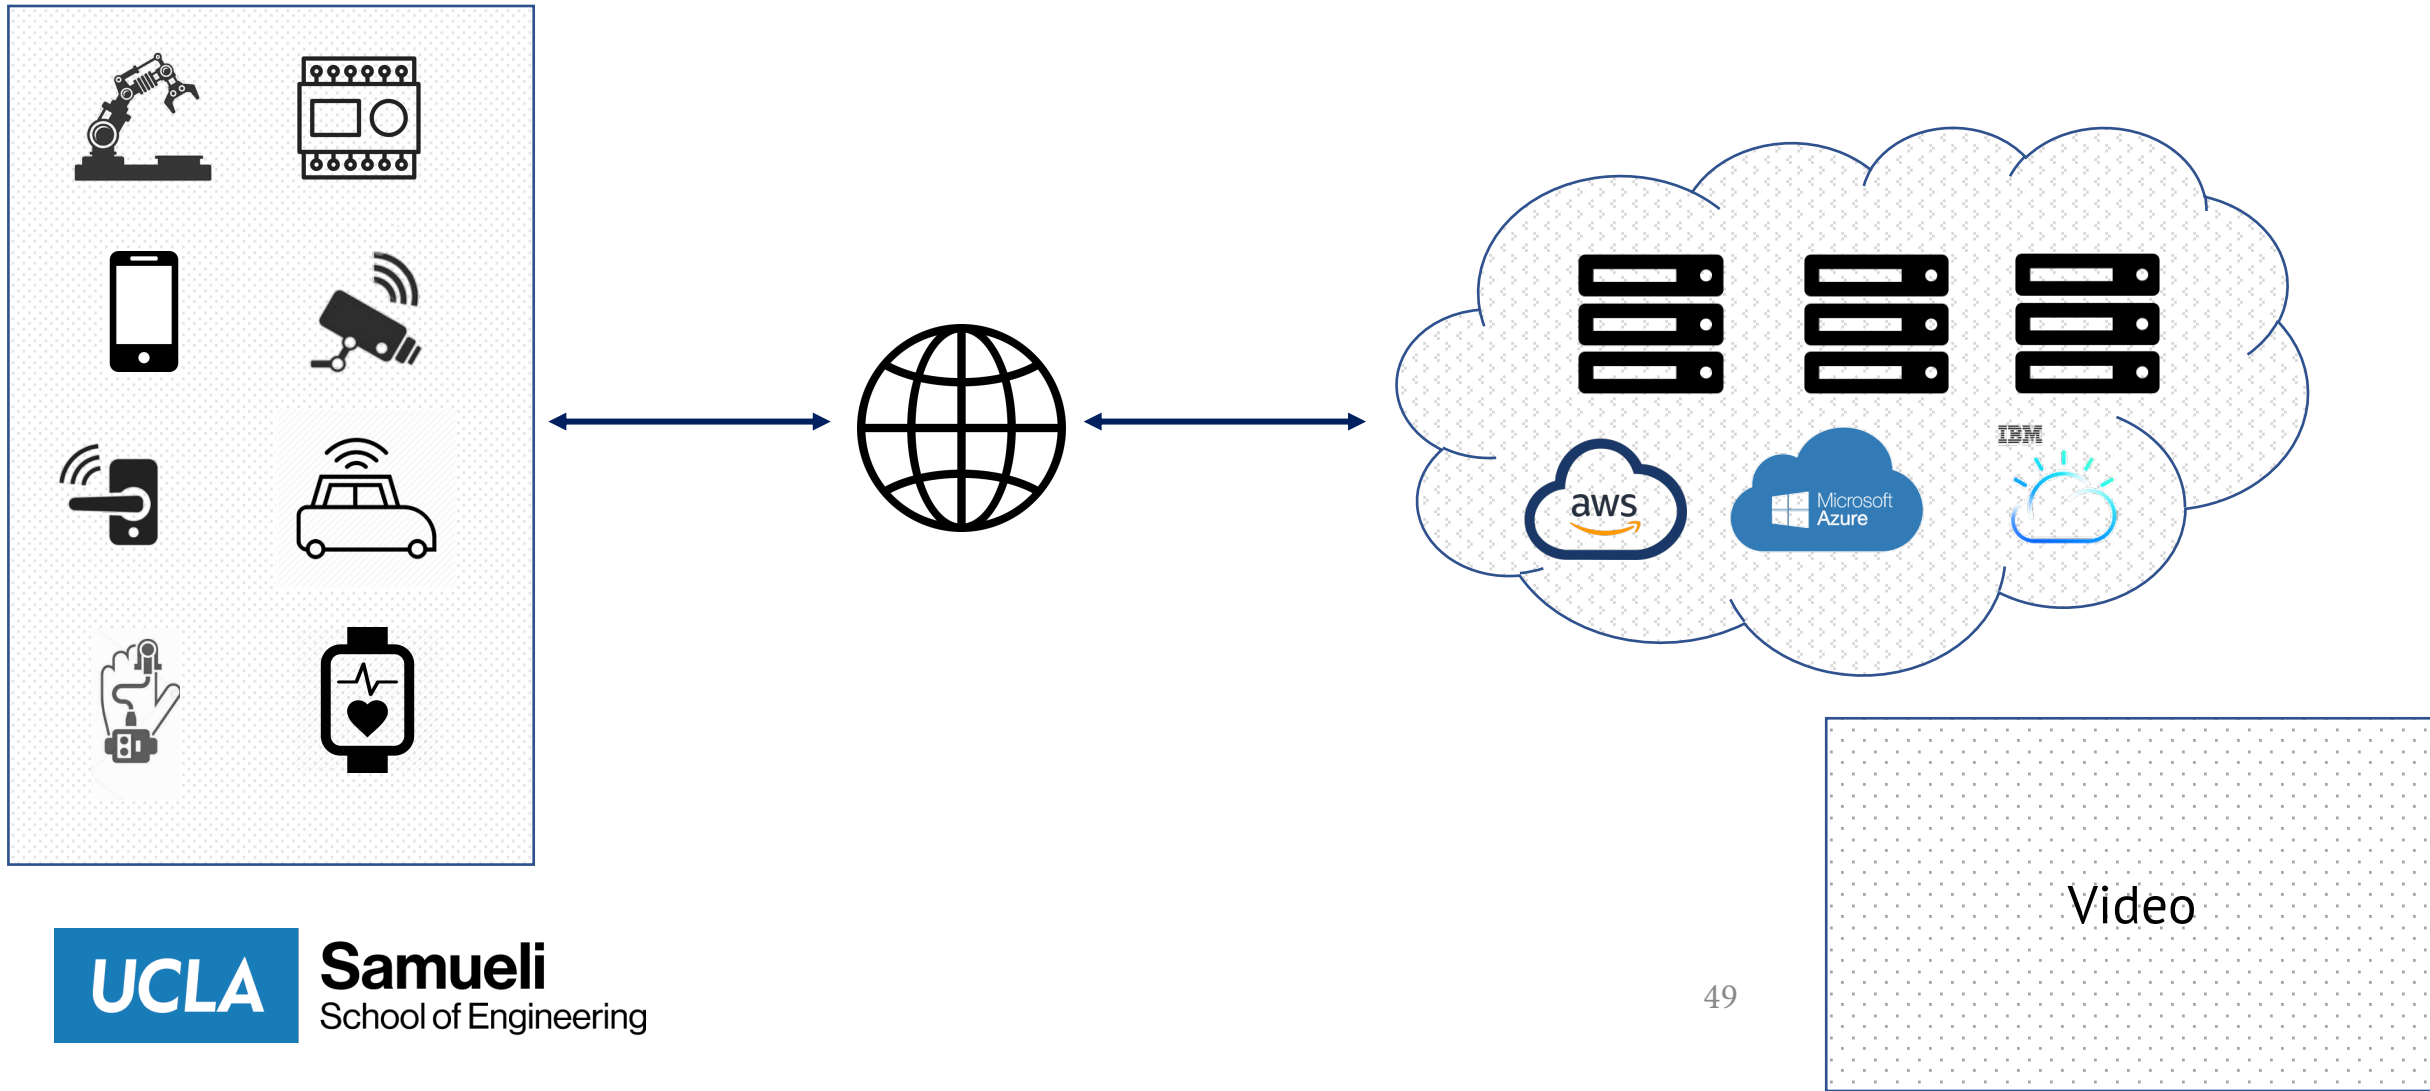 IBM
aws
Microsoft
Azure
Video
UCLA
Samueli
School of Engineering
49